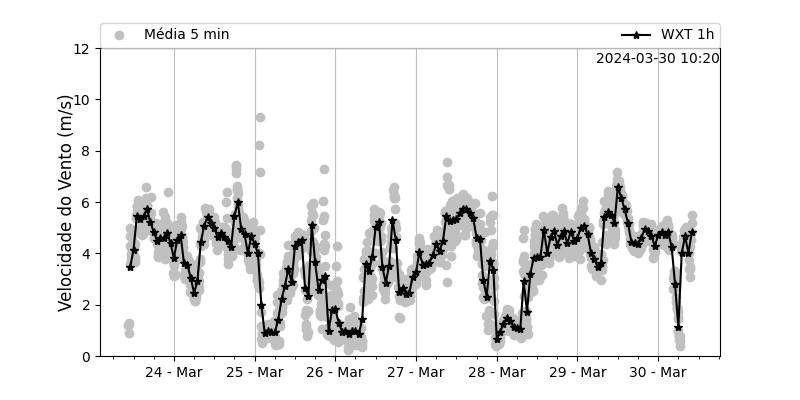 Média 5 min
WXT 1h
2024-03-30 10:20
Velocidade do Vento (m/s)
12
10
8
6
4
2
0
24 - Mar
25 - Mar
26 - Mar
27 - Mar
28 - Mar
29 - Mar
30 - Mar